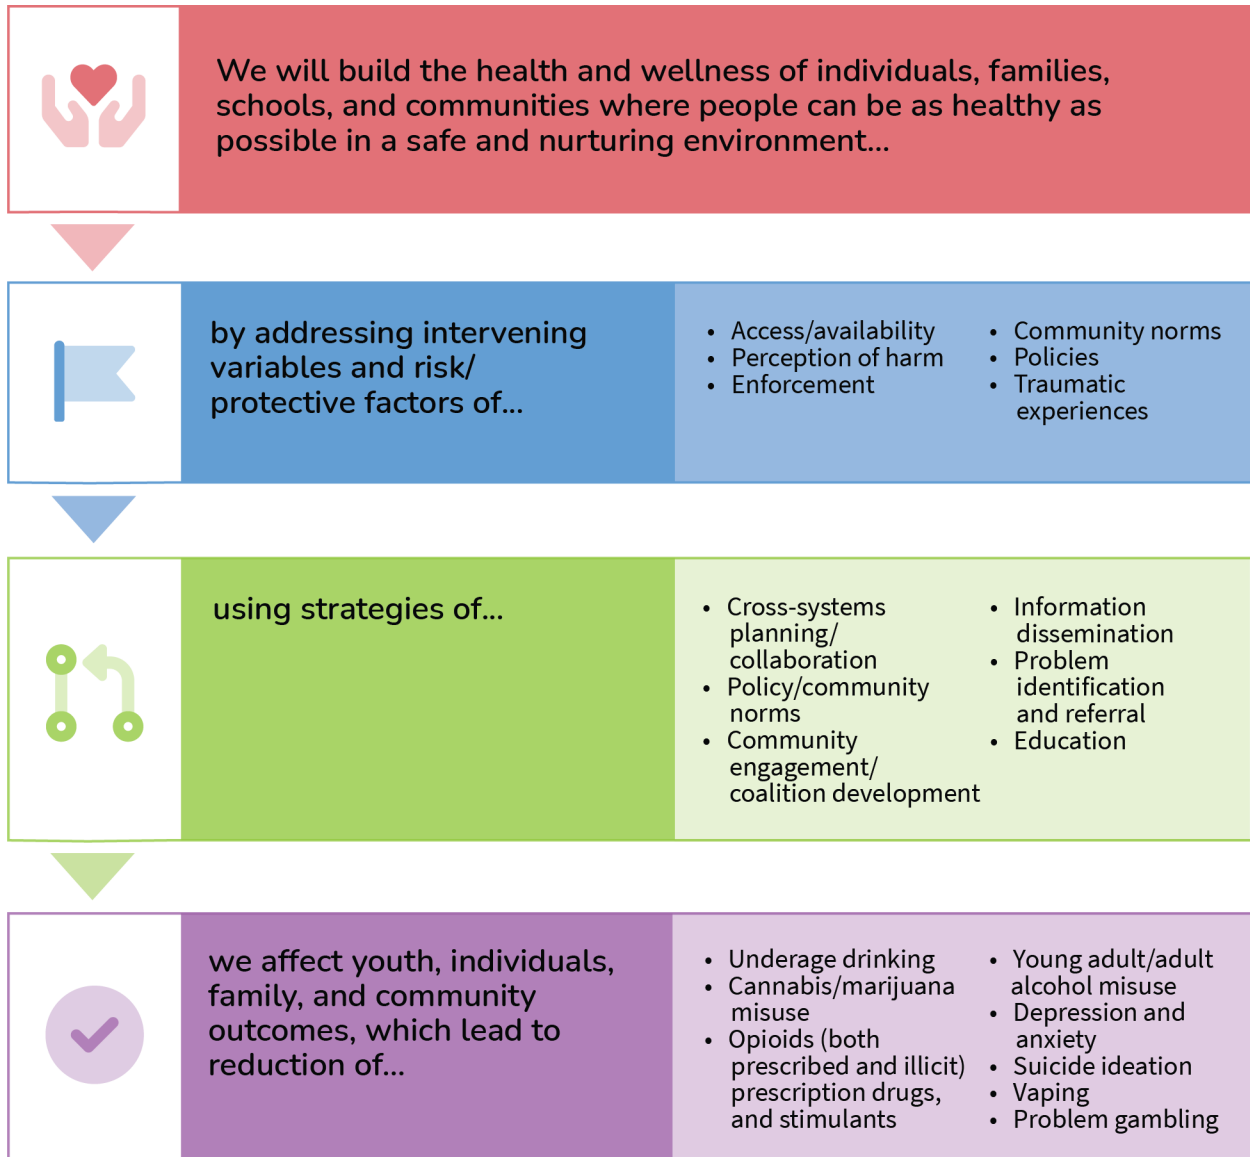 We will build the health and wellness of individuals, families,
schools, and communities where people can be as healthy as
possible in a safe and nurturing environment...
by addressing intervening
variables and risk/
protective factors of...
• Access/availability
• Perception of harm
• Enforcement
• Community norms
• Policies
• Traumatic
experiences
using strategies of...
• Cross-systems
planning/
collaboration
• Policy/community
norms
• Community
engagement/
coalition development
• Information
dissemination
• Problem
identification
and referral
• Education
we affect youth, individuals,
family, and community
outcomes, which lead to
reduction of...
• Underage drinking
• Cannabis/marijuana
misuse
• Opioids (both
prescribed and illicit)
prescription drugs,
and stimulants
• Young adult/adult
alcohol misuse
• Depression and
anxiety
• Suicide ideation
• Vaping
• Problem gambling